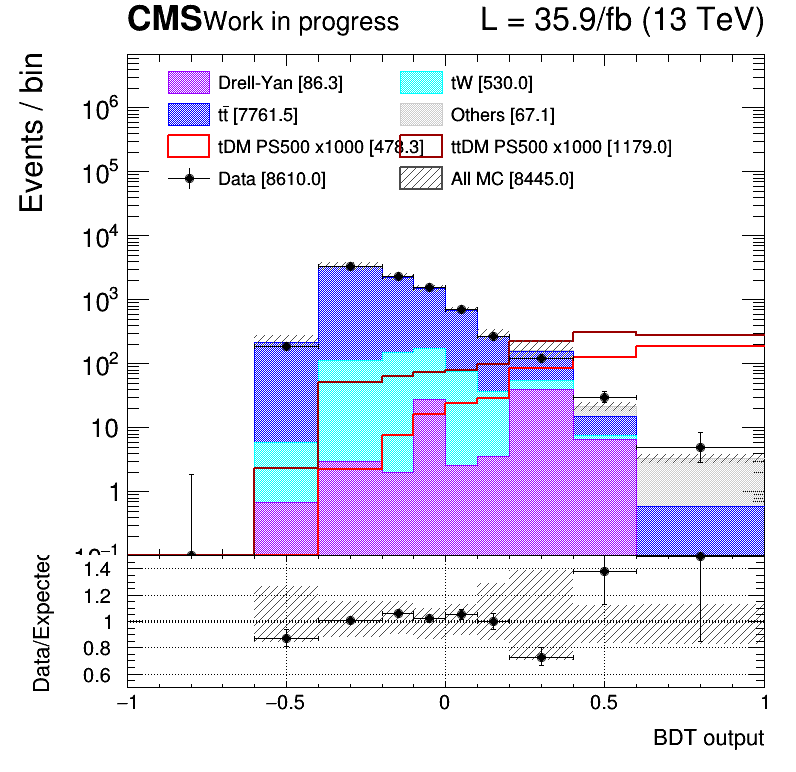 CMS Work in progress L = 35.9/fb (13 TeV)
Events / bin
Drell-Yan [86.3] tW [530.0]
tt̄ [7761.5] Others [67.1]
tDM PS500 x1000 [478.3] ttDM PS500 x1000 [1179.0]
Data [8610.0] All MC [8445.0]
10⁶
10⁵
10⁴
10³
10²
10
1
10⁻¹
Data/Expected
1.4
1.2
1
0.8
0.6
−1 −0.5 0 0.5 1
BDT output